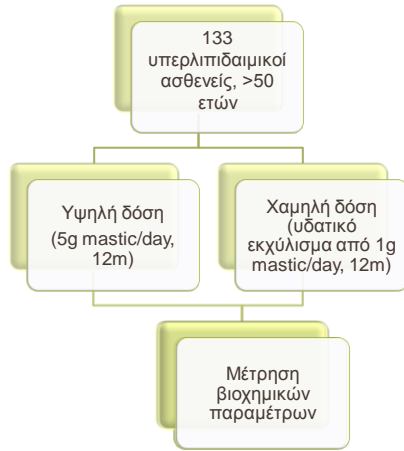 133
υπερλιπιδαιμικοί
ασθενείς, >50
ετών
Υψηλή δόση
(5g mastic/day,
12m)
Χαμηλή δόση
(υδατικό
εκχύλισμα από 1g
mastic/day, 12m)
Μέτρηση
βιοχημικών
παραμέτρων